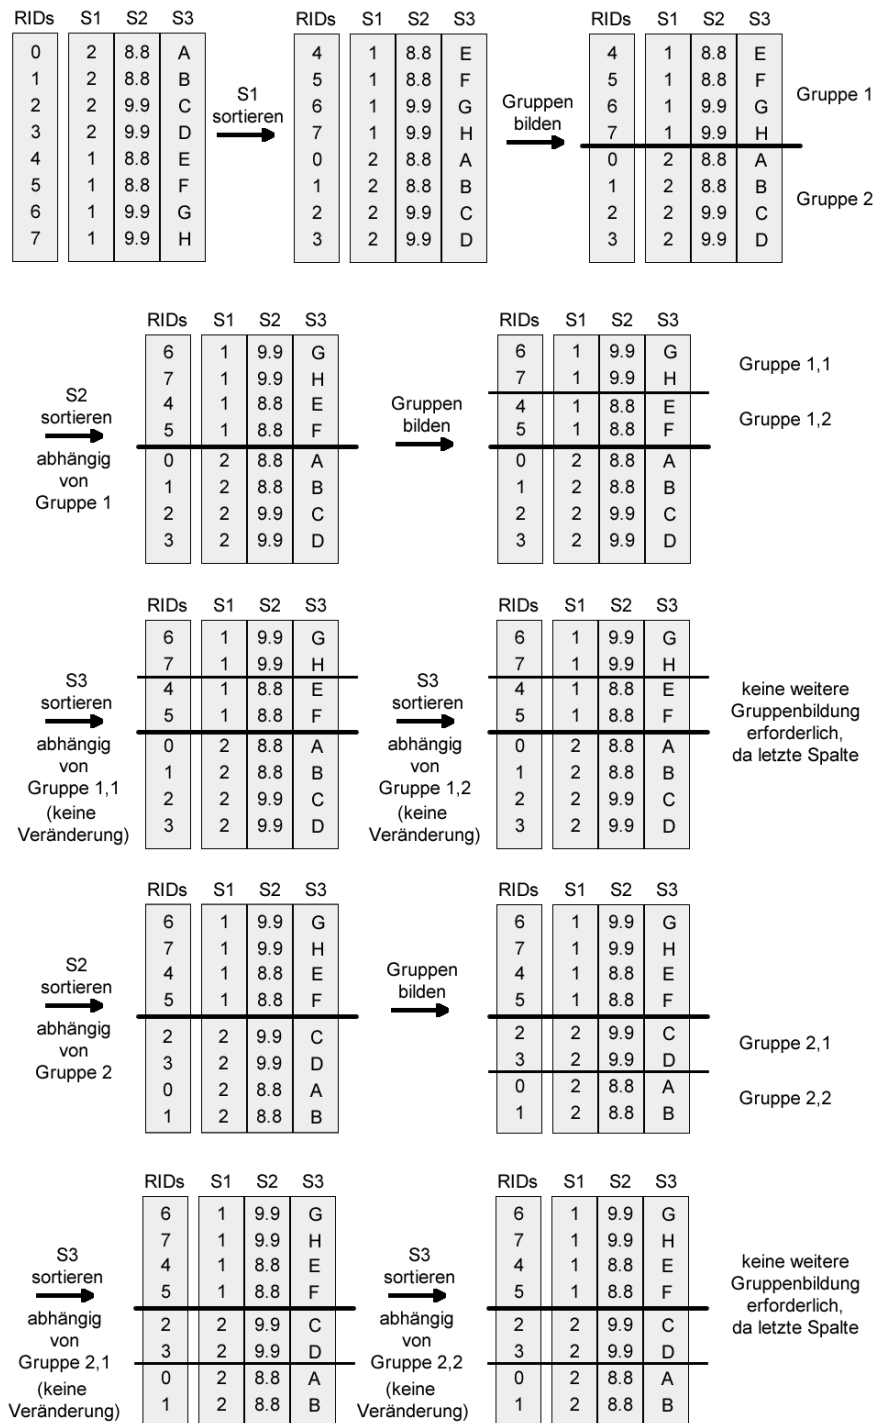 RIDs S1 S2 S3
0 2 8.8 A
1 2 8.8 B
2 2 9.9 C
3 2 9.9 D
4 1 8.8 E
5 1 8.8 F
6 1 9.9 G
7 1 9.9 H
S1
sortieren
RIDs S1 S2 S3
4 1 8.8 E
5 1 8.8 F
6 1 9.9 G
7 1 9.9 H
0 2 8.8 A
1 2 8.8 B
2 2 9.9 C
3 2 9.9 D
Gruppen
bilden
RIDs S1 S2 S3
4 1 8.8 E
5 1 8.8 F
6 1 9.9 G
7 1 9.9 H
0 2 8.8 A
1 2 8.8 B
2 2 9.9 C
3 2 9.9 D
Gruppe 1
Gruppe 2
S2
sortieren
abhängig
von
Gruppe 1
RIDs S1 S2 S3
6 1 9.9 G
7 1 9.9 H
4 1 8.8 E
5 1 8.8 F
0 2 8.8 A
1 2 8.8 B
2 2 9.9 C
3 2 9.9 D
Gruppen
bilden
RIDs S1 S2 S3
6 1 9.9 G
7 1 9.9 H
4 1 8.8 E
5 1 8.8 F
0 2 8.8 A
1 2 8.8 B
2 2 9.9 C
3 2 9.9 D
Gruppe 1,1
Gruppe 1,2
S3
sortieren
abhängig
von
Gruppe 1,1
(keine
Veränderung)
RIDs S1 S2 S3
6 1 9.9 G
7 1 9.9 H
4 1 8.8 E
5 1 8.8 F
0 2 8.8 A
1 2 8.8 B
2 2 9.9 C
3 2 9.9 D
S3
sortieren
abhängig
von
Gruppe 1,2
(keine
Veränderung)
RIDs S1 S2 S3
6 1 9.9 G
7 1 9.9 H
4 1 8.8 E
5 1 8.8 F
0 2 8.8 A
1 2 8.8 B
2 2 9.9 C
3 2 9.9 D
keine weitere
Gruppenbildung
erforderlich,
da letzte Spalte
S2
sortieren
abhängig
von
Gruppe 2
RIDs S1 S2 S3
6 1 9.9 G
7 1 9.9 H
4 1 8.8 E
5 1 8.8 F
2 2 9.9 C
3 2 9.9 D
0 2 8.8 A
1 2 8.8 B
Gruppen
bilden
RIDs S1 S2 S3
6 1 9.9 G
7 1 9.9 H
4 1 8.8 E
5 1 8.8 F
2 2 9.9 C
3 2 9.9 D
0 2 8.8 A
1 2 8.8 B
Gruppe 2,1
Gruppe 2,2
S3
sortieren
abhängig
von
Gruppe 2,1
(keine
Veränderung)
RIDs S1 S2 S3
6 1 9.9 G
7 1 9.9 H
4 1 8.8 E
5 1 8.8 F
2 2 9.9 C
3 2 9.9 D
0 2 8.8 A
1 2 8.8 B
S3
sortieren
abhängig
von
Gruppe 2,2
(keine
Veränderung)
RIDs S1 S2 S3
6 1 9.9 G
7 1 9.9 H
4 1 8.8 E
5 1 8.8 F
2 2 9.9 C
3 2 9.9 D
0 2 8.8 A
1 2 8.8 B
keine weitere
Gruppenbildung
erforderlich,
da letzte Spalte